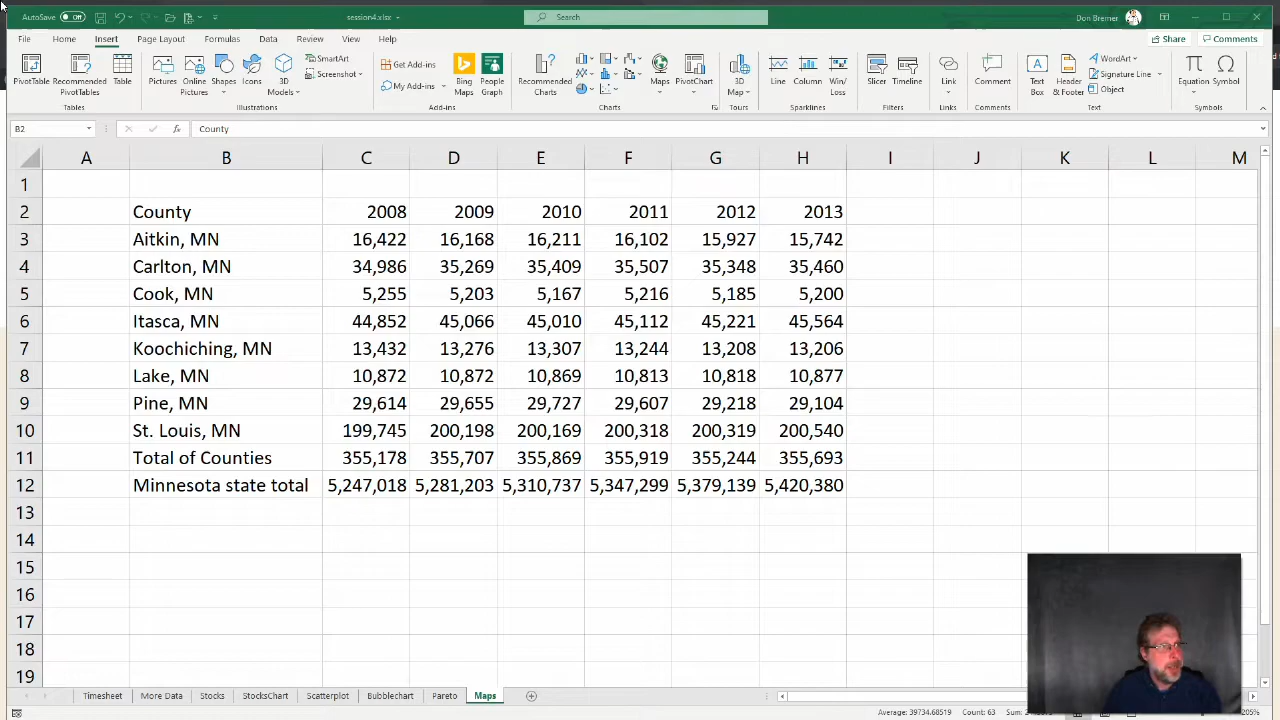 AutoSave Off session4.xlsx Search Don Bremer
File Home Insert Page Layout Formulas Data Review View Help Share Comments
PivotTable Recommended PivotTables Table Pictures Online Pictures Shapes Icons 3D Models SmartArt Screenshot Get Add-ins My Add-ins Bing Maps People Graph Recommended Charts Maps PivotChart 3D Map Line Column Win/Loss Slicer Timeline Link Comment Text Box Header & Footer WordArt Signature Line Object Equation Symbol
Tables Illustrations Add-ins Charts Tours Sparklines Filters Links Comments Text Symbols
B2 fx County
A B C D E F G H I J K L M
1
2 County 2008 2009 2010 2011 2012 2013
3 Aitkin, MN 16,422 16,168 16,211 16,102 15,927 15,742
4 Carlton, MN 34,986 35,269 35,409 35,507 35,348 35,460
5 Cook, MN 5,255 5,203 5,167 5,216 5,185 5,200
6 Itasca, MN 44,852 45,066 45,010 45,112 45,221 45,564
7 Koochiching, MN 13,432 13,276 13,307 13,244 13,208 13,206
8 Lake, MN 10,872 10,872 10,869 10,813 10,818 10,877
9 Pine, MN 29,614 29,655 29,727 29,607 29,218 29,104
10 St. Louis, MN 199,745 200,198 200,169 200,318 200,319 200,540
11 Total of Counties 355,178 355,707 355,869 355,919 355,244 355,693
12 Minnesota state total 5,247,018 5,281,203 5,310,737 5,347,299 5,379,139 5,420,380
13
14
15
16
17
18
19
Timesheet More Data Stocks StocksChart Scatterplot Bubblechart Pareto Maps
Average: 39734.68519 Count: 63 Sum: